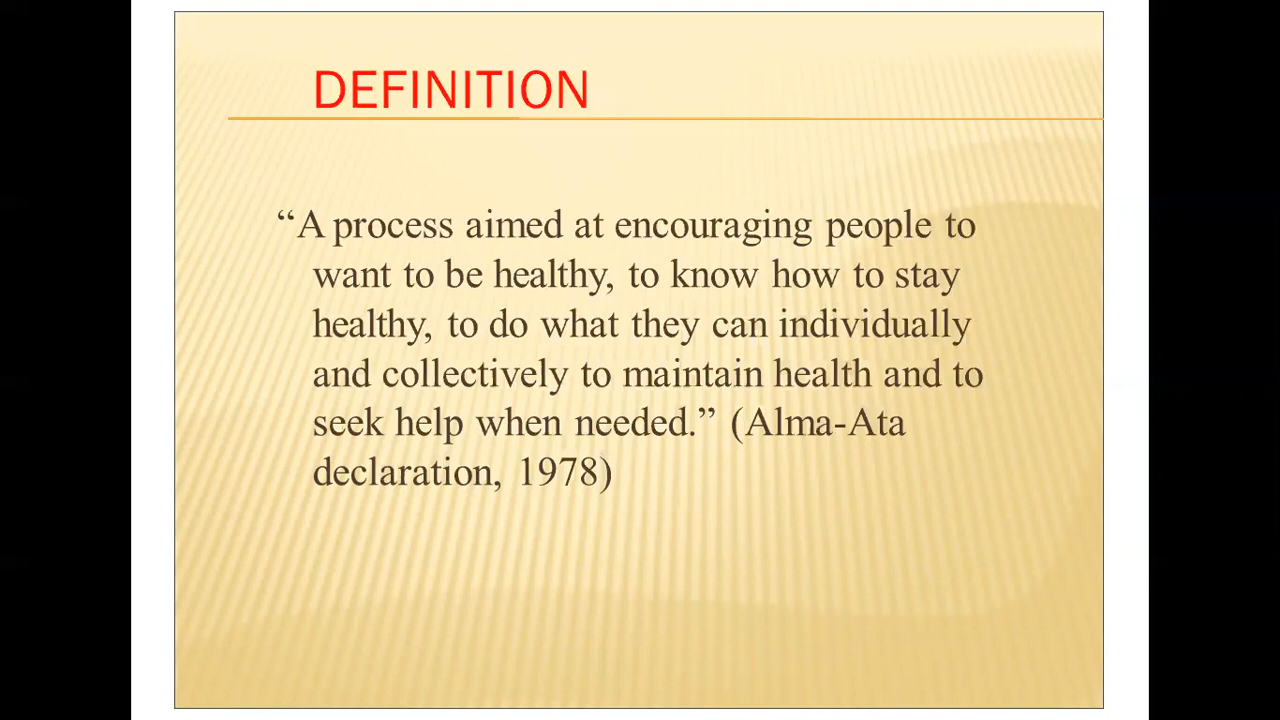 DEFINITION
“A process aimed at encouraging people to
want to be healthy, to know how to stay
healthy, to do what they can individually
and collectively to maintain health and to
seek help when needed.” (Alma-Ata
declaration, 1978)